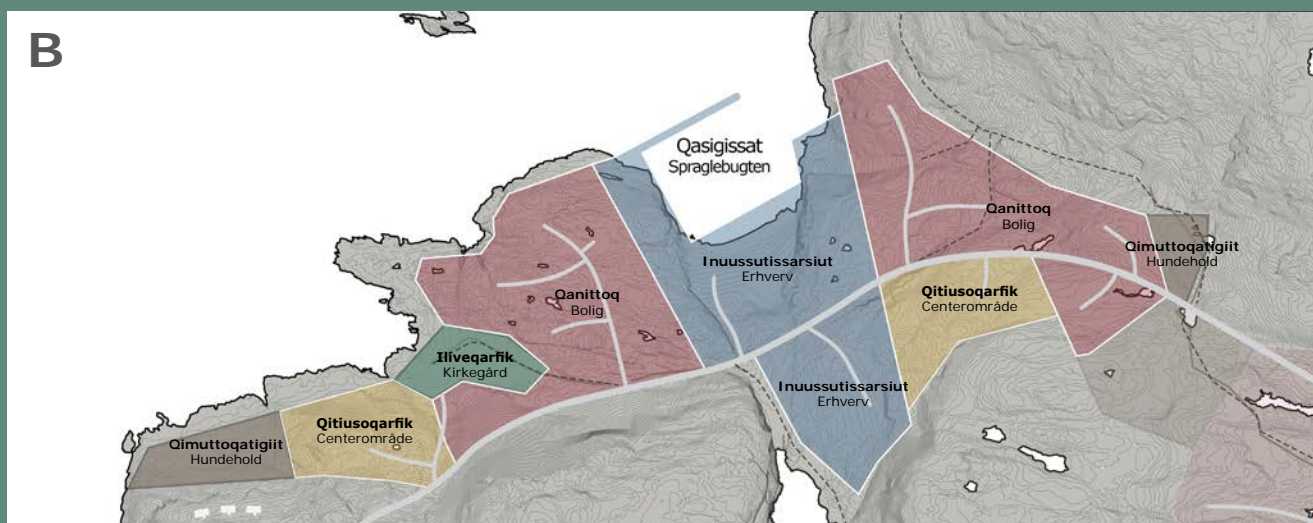 B
Qasigissat
Spraglebugten
Qanittoq
Bolig
Qimuttoqatigiit
Hundehold
Inuussutissarsiut
Erhverv
Qitiusoqarfik
Centerområde
Qanittoq
Bolig
Iliveqarfik
Kirkegård
Inuussutissarsiut
Erhverv
Qitiusoqarfik
Centerområde
Qimuttoqatigiit
Hundehold